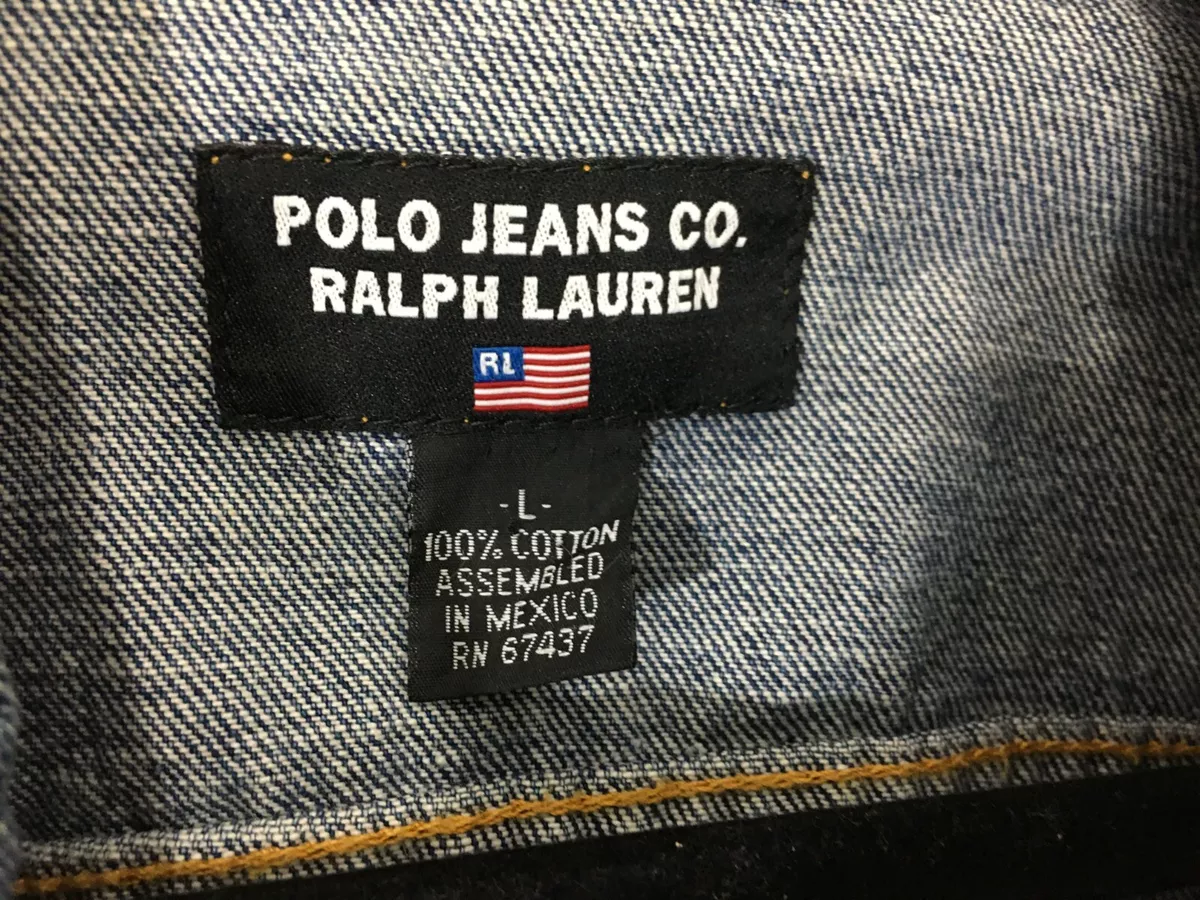 POLO JEANS CO.
RALPH LAUREN
RL
-L-
100% COTTON
ASSEMBLED
IN MEXICO
RN 67437